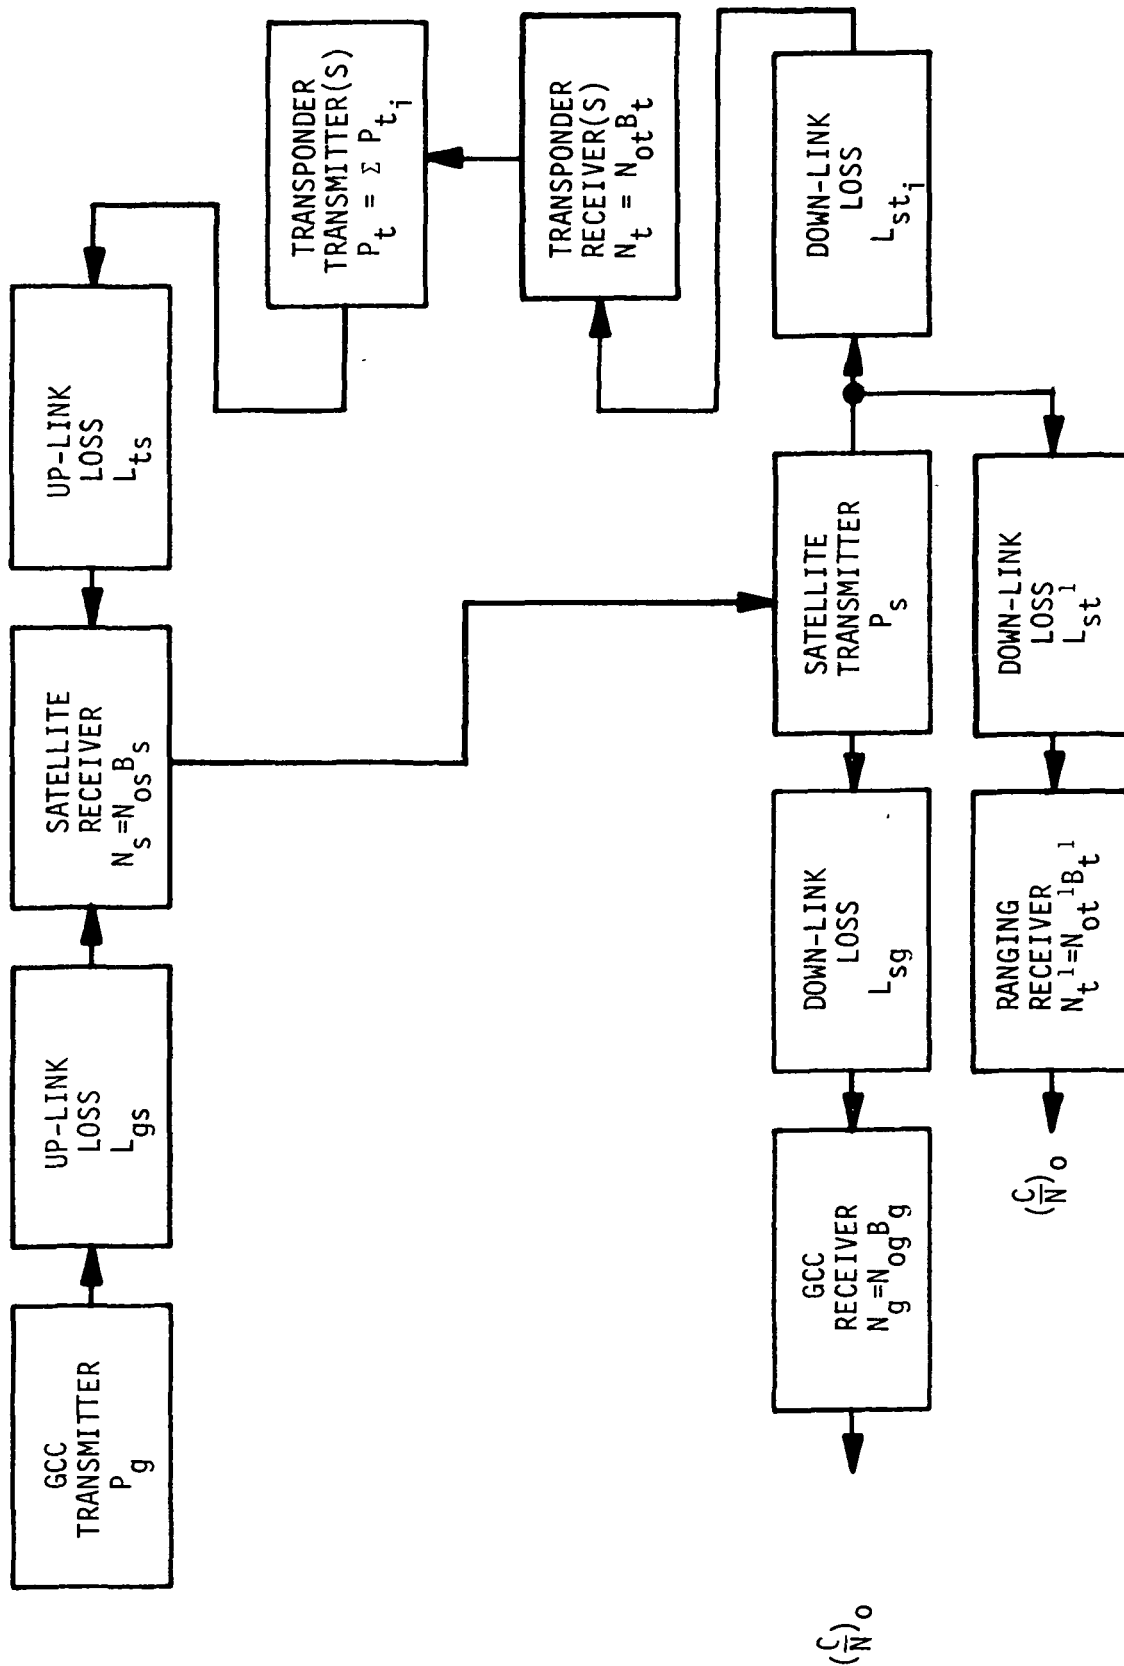 GCC
TRANSMITTER
P_g
UP-LINK
LOSS
L_gs
SATELLITE
RECEIVER
N_s=N_os B_s
UP-LINK
LOSS
L_ts
TRANSPONDER
TRANSMITTER(S)
P_t = Σ P_t_i
TRANSPONDER
RECEIVER(S)
N_t = N_ot B_t
(C/N)_o
GCC
RECEIVER
N_g=N_og B_g
DOWN-LINK
LOSS
L_sg
SATELLITE
TRANSMITTER
P_s
DOWN-LINK
LOSS
L_st_i
(C/N)_o
RANGING
RECEIVER
N_t^1=N_ot^1 B_t^1
DOWN-LINK
LOSS
L_st^1